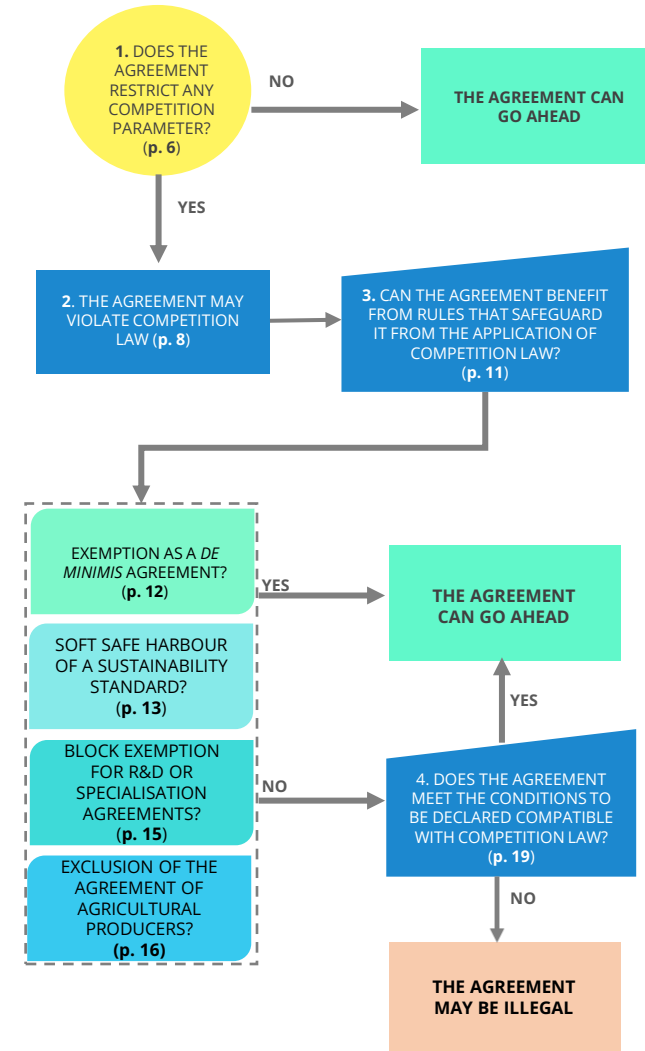 1. DOES THE
AGREEMENT
RESTRICT ANY
COMPETITION
PARAMETER?
(p. 6)
NO
THE AGREEMENT CAN
GO AHEAD
YES
2. THE AGREEMENT MAY
VIOLATE COMPETITION
LAW (p. 8)
3. CAN THE AGREEMENT BENEFIT
FROM RULES THAT SAFEGUARD
IT FROM THE APPLICATION OF
COMPETITION LAW?
(p. 11)
EXEMPTION AS A DE
MINIMIS AGREEMENT?
(p. 12)
YES
THE AGREEMENT
CAN GO AHEAD
SOFT SAFE HARBOUR
OF A SUSTAINABILITY
STANDARD?
(p. 13)
YES
BLOCK EXEMPTION
FOR R&D OR
SPECIALISATION
AGREEMENTS?
(p. 15)
NO
4. DOES THE AGREEMENT
MEET THE CONDITIONS TO
BE DECLARED COMPATIBLE
WITH COMPETITION LAW?
(p. 19)
EXCLUSION OF THE
AGREEMENT OF
AGRICULTURAL
PRODUCERS?
(p. 16)
NO
THE AGREEMENT
MAY BE ILLEGAL